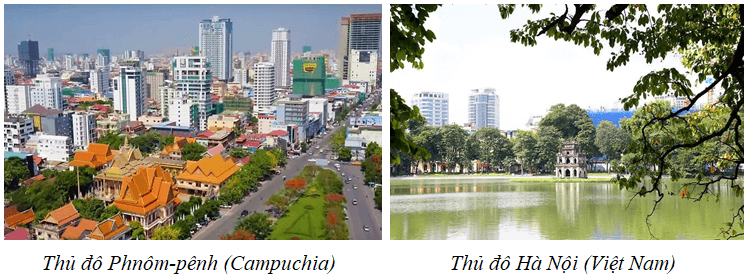 Thủ đô Phnôm-pênh (Campuchia)
Thủ đô Hà Nội (Việt Nam)